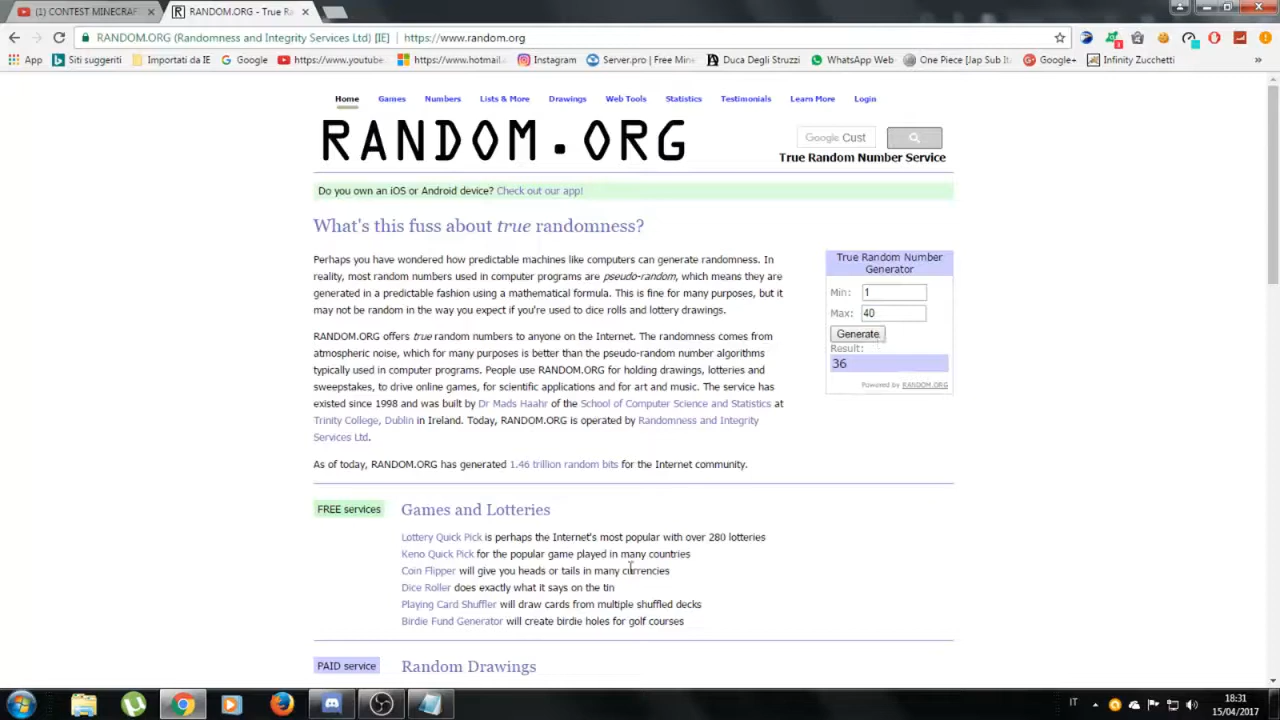 (1) CONTEST MINECRAF
RANDOM.ORG - True Ra
RANDOM.ORG (Randomness and Integrity Services Ltd) [IE] | https://www.random.org
App
Siti suggeriti
Importati da IE
Google
https://www.youtube.
https://www.hotmail.
Instagram
Server.pro | Free Mine
Duca Degli Struzzi
WhatsApp Web
One Piece [Jap Sub It
Google+
Infinity Zucchetti
»
Home Games Numbers Lists & More Drawings Web Tools Statistics Testimonials Learn More Login
RANDOM.ORG
Google Cust
True Random Number Service
Do you own an iOS or Android device? Check out our app!
What's this fuss about true randomness?
Perhaps you have wondered how predictable machines like computers can generate randomness. In
reality, most random numbers used in computer programs are pseudo-random, which means they are
generated in a predictable fashion using a mathematical formula. This is fine for many purposes, but it
may not be random in the way you expect if you're used to dice rolls and lottery drawings.
RANDOM.ORG offers true random numbers to anyone on the Internet. The randomness comes from
atmospheric noise, which for many purposes is better than the pseudo-random number algorithms
typically used in computer programs. People use RANDOM.ORG for holding drawings, lotteries and
sweepstakes, to drive online games, for scientific applications and for art and music. The service has
existed since 1998 and was built by Dr Mads Haahr of the School of Computer Science and Statistics at
Trinity College, Dublin in Ireland. Today, RANDOM.ORG is operated by Randomness and Integrity
Services Ltd.
As of today, RANDOM.ORG has generated 1.46 trillion random bits for the Internet community.
True Random Number
Generator
Min: 1
Max: 40
Generate
Result:
36
Powered by RANDOM.ORG
FREE services
Games and Lotteries
Lottery Quick Pick is perhaps the Internet's most popular with over 280 lotteries
Keno Quick Pick for the popular game played in many countries
Coin Flipper will give you heads or tails in many currencies
Dice Roller does exactly what it says on the tin
Playing Card Shuffler will draw cards from multiple shuffled decks
Birdie Fund Generator will create birdie holes for golf courses
PAID service
Random Drawings
IT
18:31
15/04/2017